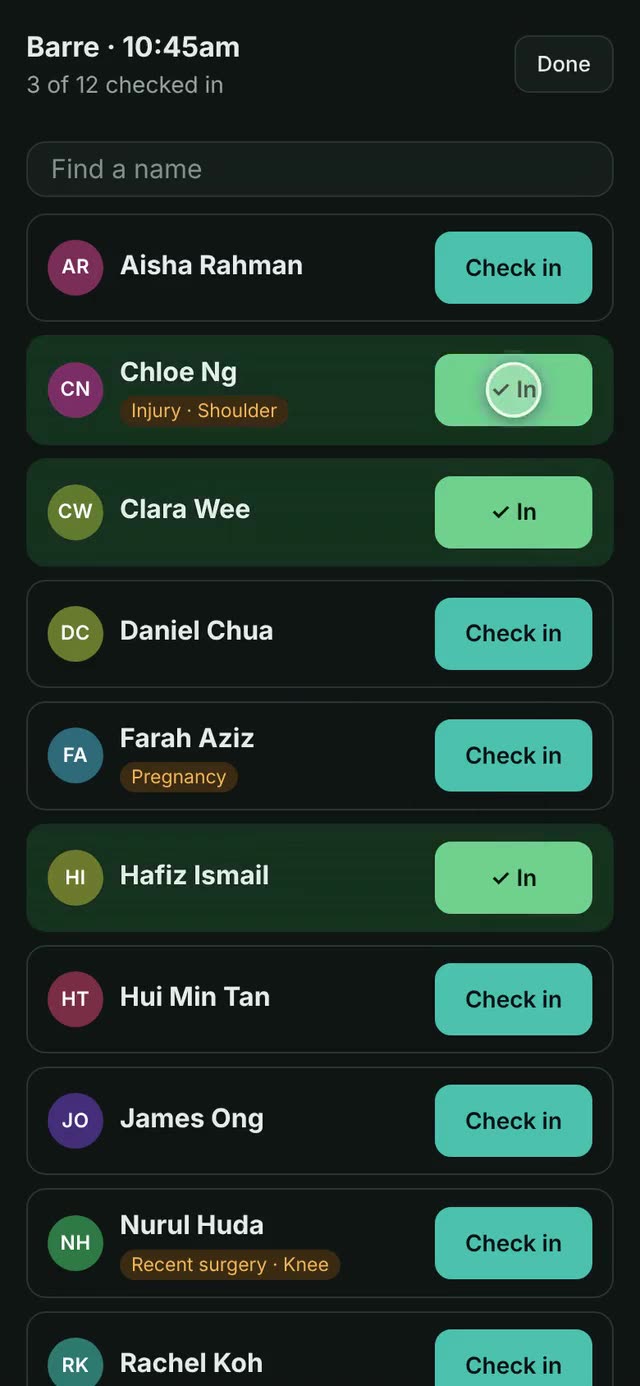 Barre · 10:45am
3 of 12 checked in
Done
Find a name
AR Aisha Rahman Check in
CN Chloe Ng ✓ In
Injury · Shoulder
CW Clara Wee ✓ In
DC Daniel Chua Check in
FA Farah Aziz Check in
Pregnancy
HI Hafiz Ismail ✓ In
HT Hui Min Tan Check in
JO James Ong Check in
NH Nurul Huda Check in
Recent surgery · Knee
RK Rachel Koh Check in